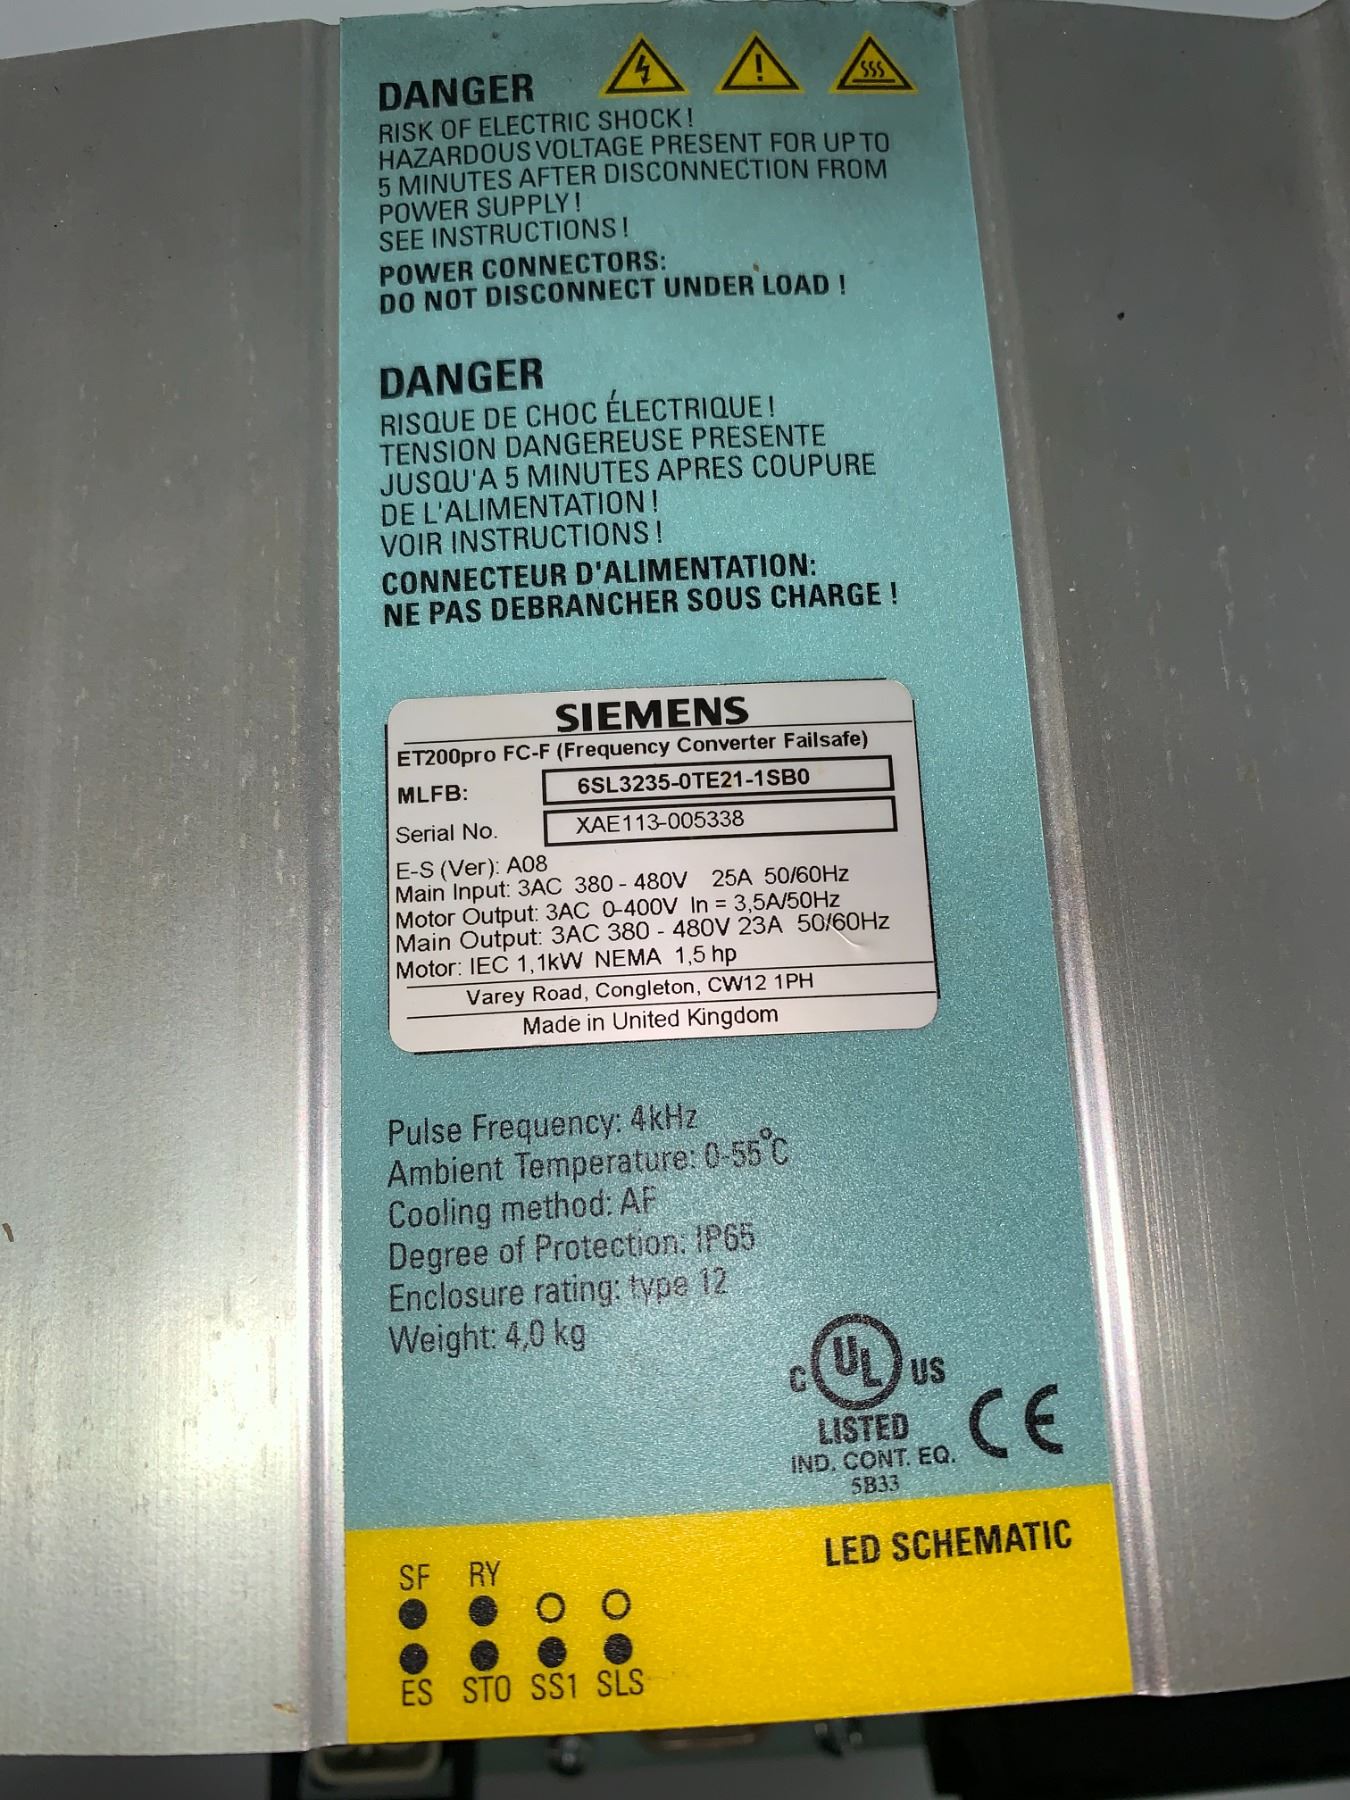 DANGER
RISK OF ELECTRIC SHOCK!
HAZARDOUS VOLTAGE PRESENT FOR UP TO
5 MINUTES AFTER DISCONNECTION FROM
POWER SUPPLY!
SEE INSTRUCTIONS!
POWER CONNECTORS:
DO NOT DISCONNECT UNDER LOAD!
DANGER
RISQUE DE CHOC ÉLECTRIQUE!
TENSION DANGEREUSE PRESENTE
JUSQU'A 5 MINUTES APRES COUPURE
DE L'ALIMENTATION!
VOIR INSTRUCTIONS!
CONNECTEUR D'ALIMENTATION:
NE PAS DEBRANCHER SOUS CHARGE!
SIEMENS
ET200pro FC-F (Frequency Converter Failsafe)
MLFB: 6SL3235-0TE21-1SB0
Serial No. XAE113-005338
E-S (Ver): A08
Main Input: 3AC 380 - 480V 25A 50/60Hz
Motor Output: 3AC 0-400V In = 3,5A/50Hz
Main Output: 3AC 380 - 480V 23A 50/60Hz
Motor: IEC 1,1kW NEMA 1,5 hp
Varey Road, Congleton, CW12 1PH
Made in United Kingdom
Pulse Frequency: 4kHz
Ambient Temperature: 0-55°C
Cooling method: AF
Degree of Protection: IP65
Enclosure rating: type 12
Weight: 4,0 kg
C UL US
LISTED
IND. CONT. EQ.
5B33
CE
LED SCHEMATIC
SF RY
ES STO SS1 SLS